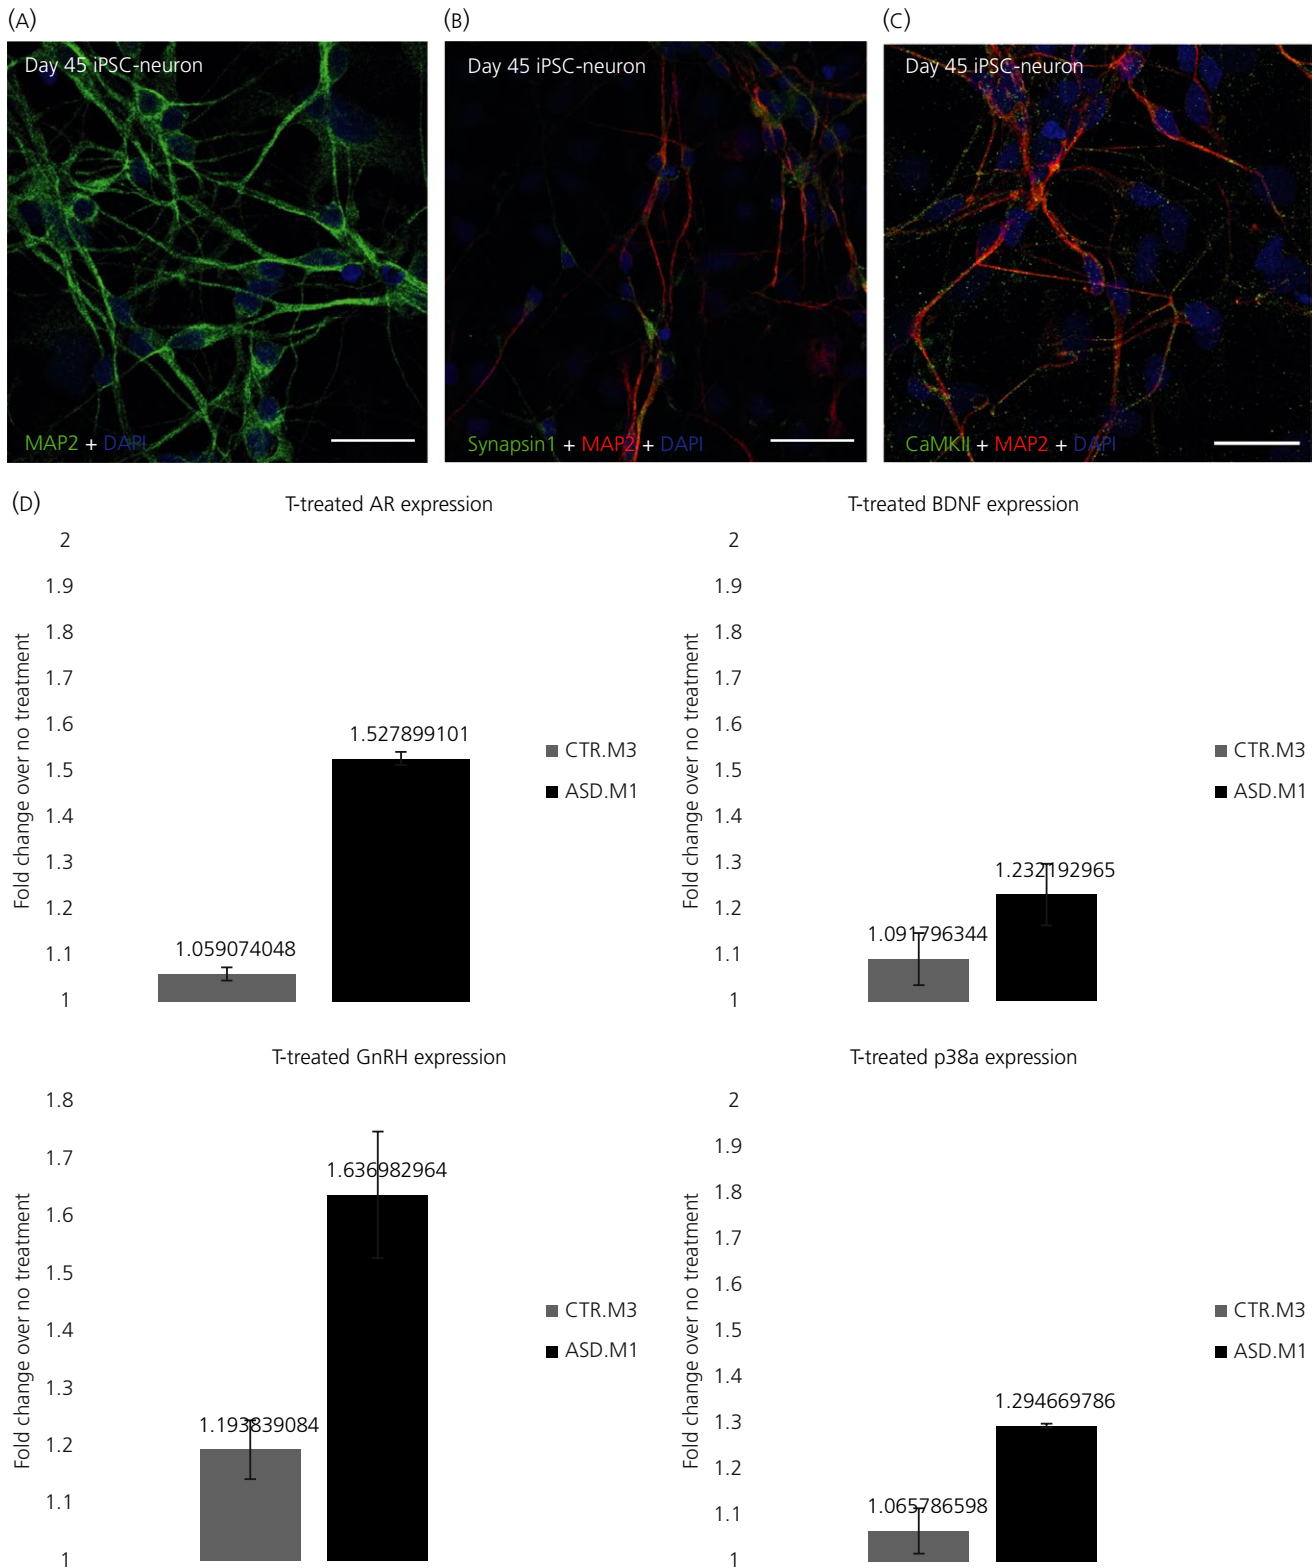 (A)
(B)
(C)
Day 45 iPSC-neuron
Day 45 iPSC-neuron
Day 45 iPSC-neuron
MAP2 + DAPI
Synapsin1 + MAP2 + DAPI
CaMKII + MAP2 + DAPI
(D)
T-treated AR expression
Fold change over no treatment
2
1.9
1.8
1.7
1.6
1.5
1.4
1.3
1.2
1.1
1
1.059074048
1.527899101
CTR.M3
ASD.M1
T-treated BDNF expression
Fold change over no treatment
2
1.9
1.8
1.7
1.6
1.5
1.4
1.3
1.2
1.1
1
1.091796344
1.232192965
CTR.M3
ASD.M1
T-treated GnRH expression
Fold change over no treatment
1.8
1.7
1.6
1.5
1.4
1.3
1.2
1.1
1
1.193839084
1.636982964
CTR.M3
ASD.M1
T-treated p38a expression
Fold change over no treatment
2
1.9
1.8
1.7
1.6
1.5
1.4
1.3
1.2
1.1
1
1.065786598
1.294669786
CTR.M3
ASD.M1